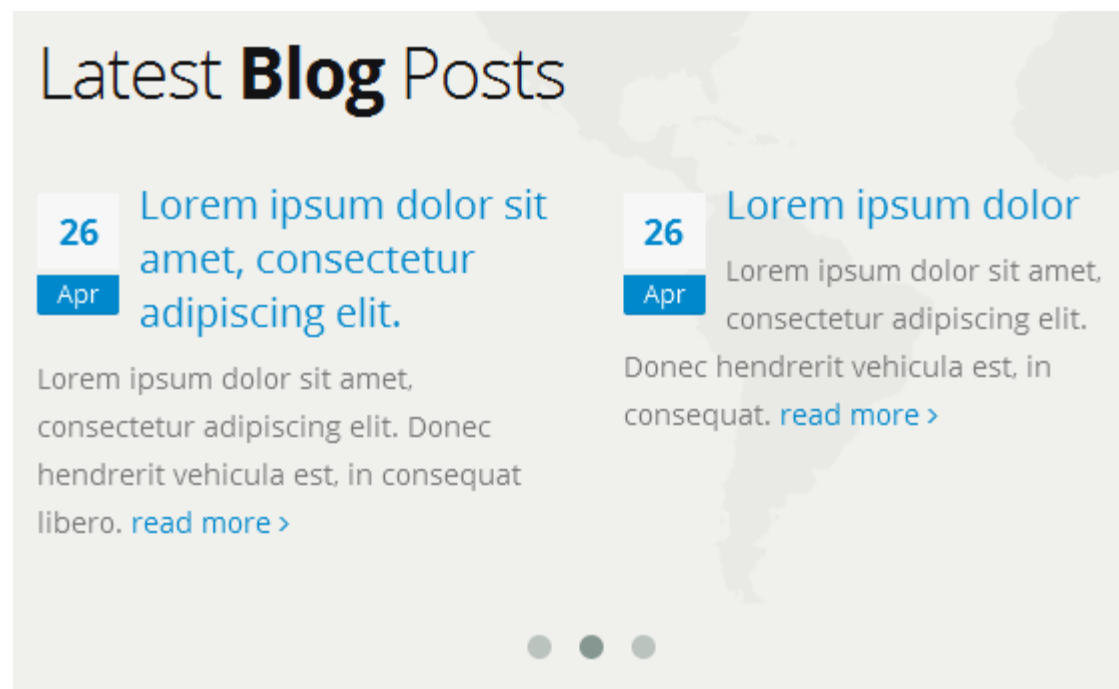 Latest Blog Posts
26
Apr
Lorem ipsum dolor sit
amet, consectetur
adipiscing elit.
Lorem ipsum dolor sit amet,
consectetur adipiscing elit. Donec
hendrerit vehicula est, in consequat
libero. read more ›
26
Apr
Lorem ipsum dolor
Lorem ipsum dolor sit amet,
consectetur adipiscing elit.
Donec hendrerit vehicula est, in
consequat. read more ›